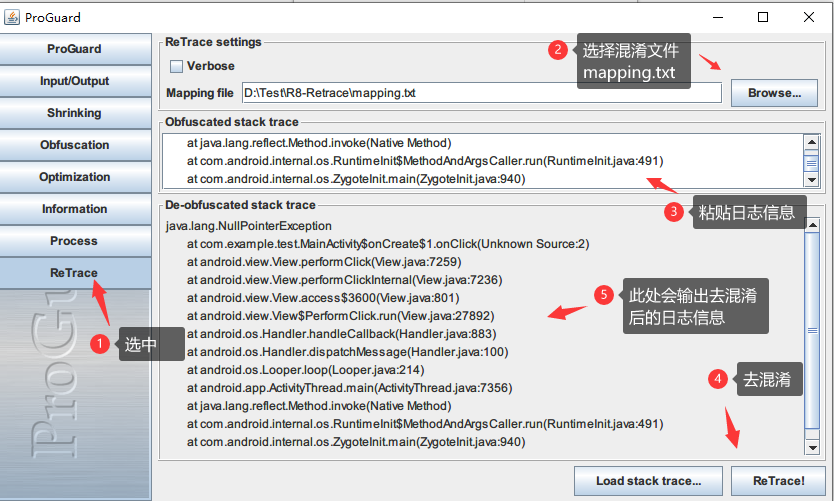 ProGuard
ProGuard
Input/Output
Shrinking
Obfuscation
Optimization
Information
Process
ReTrace
ProGu
1 选中
ReTrace settings
Verbose
2 选择混淆文件
mapping.txt
Mapping file D:\Test\R8-Retrace\mapping.txt Browse...
Obfuscated stack trace
at java.lang.reflect.Method.invoke(Native Method)
at com.android.internal.os.RuntimeInit$MethodAndArgsCaller.run(RuntimeInit.java:491)
at com.android.internal.os.ZygoteInit.main(ZygoteInit.java:940)
3 粘贴日志信息
De-obfuscated stack trace
java.lang.NullPointerException
at com.example.test.MainActivity$onCreate$1.onClick(Unknown Source:2)
at android.view.View.performClick(View.java:7259)
at android.view.View.performClickInternal(View.java:7236)
at android.view.View.access$3600(View.java:801)
at android.view.View$PerformClick.run(View.java:27892)
at android.os.Handler.handleCallback(Handler.java:883)
at android.os.Handler.dispatchMessage(Handler.java:100)
at android.os.Looper.loop(Looper.java:214)
at android.app.ActivityThread.main(ActivityThread.java:7356)
at java.lang.reflect.Method.invoke(Native Method)
at com.android.internal.os.RuntimeInit$MethodAndArgsCaller.run(RuntimeInit.java:491)
at com.android.internal.os.ZygoteInit.main(ZygoteInit.java:940)
5 此处会输出去混淆
后的日志信息
4 去混淆
Load stack trace... ReTrace!